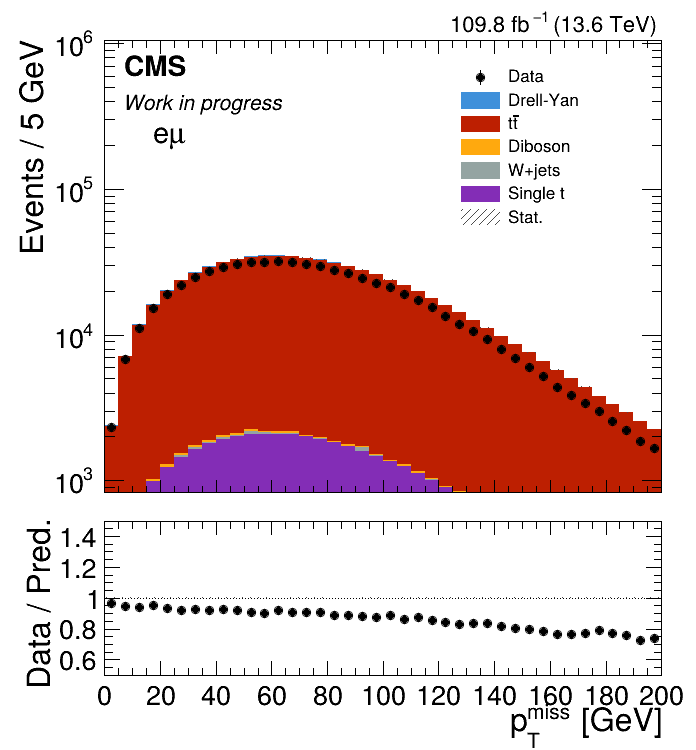 109.8 fb⁻¹ (13.6 TeV)
Events / 5 GeV
10⁶
10⁵
10⁴
10³
CMS
Work in progress
eμ
Data
Drell-Yan
tt̄
Diboson
W+jets
Single t
Stat.
Data / Pred.
1.4
1.2
1
0.8
0.6
0 20 40 60 80 100 120 140 160 180 200
p_T^miss [GeV]